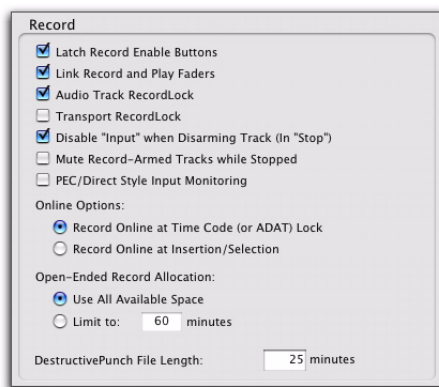 Record
Latch Record Enable Buttons
Link Record and Play Faders
Audio Track RecordLock
Transport RecordLock
Disable "Input" when Disarming Track (In "Stop")
Mute Record-Armed Tracks while Stopped
PEC/Direct Style Input Monitoring
Online Options:
Record Online at Time Code (or ADAT) Lock
Record Online at Insertion/Selection
Open-Ended Record Allocation:
Use All Available Space
Limit to: 60 minutes
DestructivePunch File Length: 25 minutes